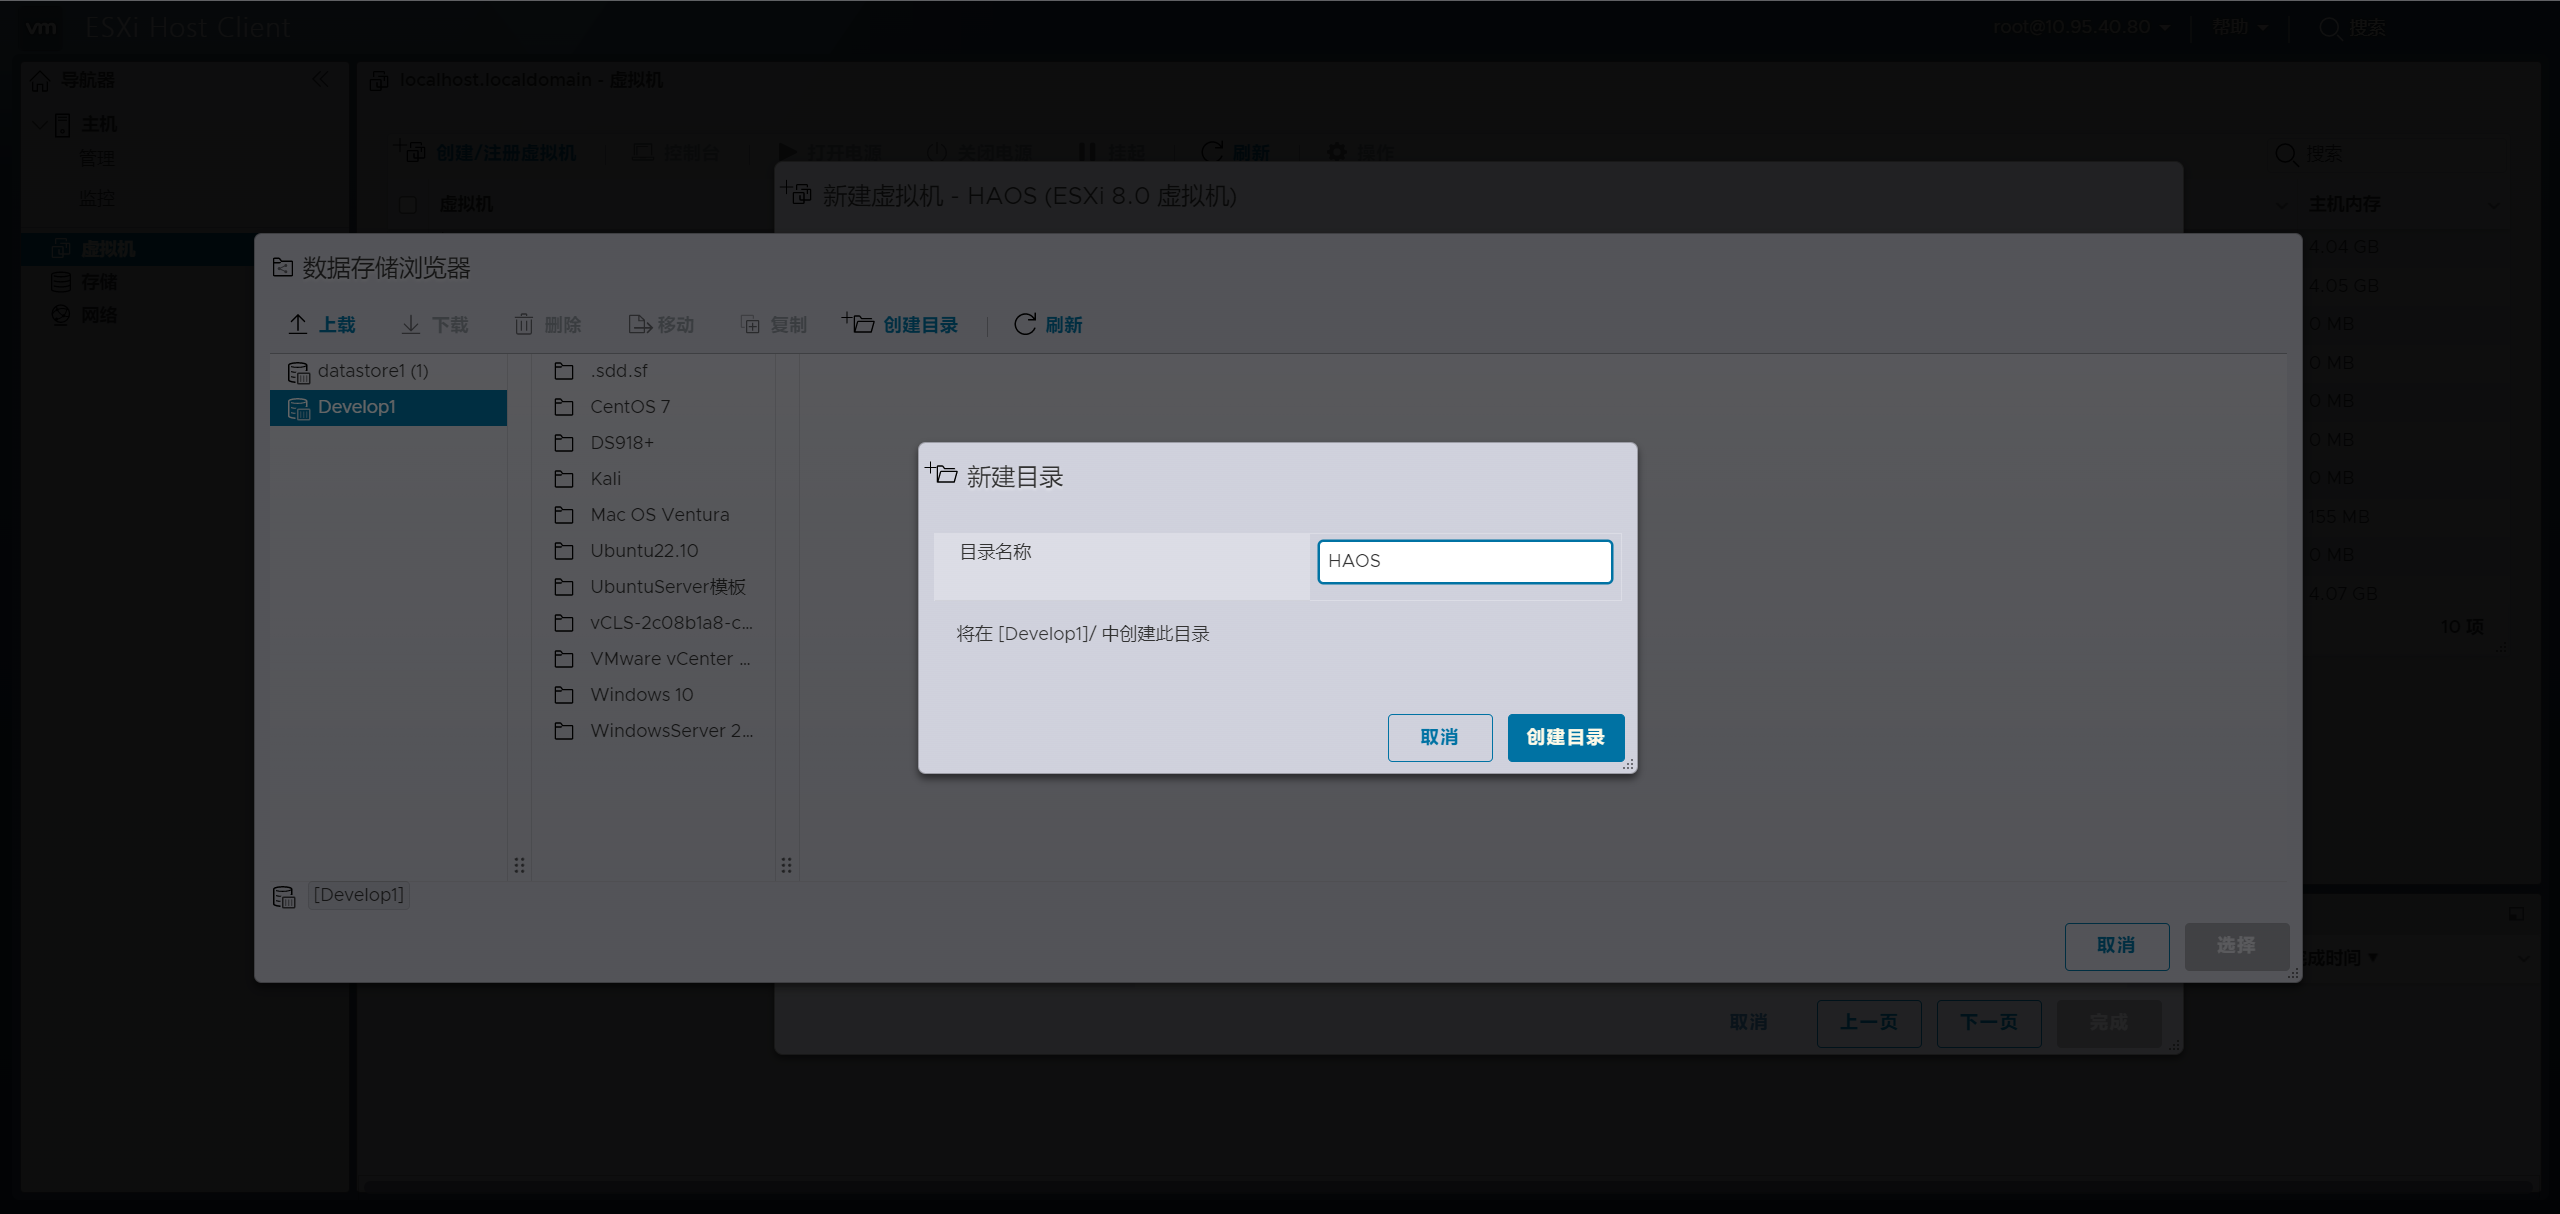 vm ESXi Host Client root@10.95.40.80 帮助 搜索
导航器 localhost.localdomain - 虚拟机
主机
管理
创建/注册虚拟机 控制台 打开电源 关闭电源 挂起 刷新 操作 搜索
监控
新建虚拟机 - HAOS (ESXi 8.0 虚拟机)
虚拟机 主机内存
虚拟机
存储
网络
4.04 GB
4.05 GB
0 MB
0 MB
0 MB
0 MB
0 MB
155 MB
0 MB
4.07 GB
10 项
数据存储浏览器
上载 下载 删除 移动 复制 创建目录 刷新
datastore1 (1)
Develop1
.sdd.sf
CentOS 7
DS918+
Kali
Mac OS Ventura
Ubuntu22.10
UbuntuServer模板
vCLS-2c08b1a8-c...
VMware vCenter ...
Windows 10
WindowsServer 2...
新建目录
目录名称 HAOS
将在 [Develop1]/ 中创建此目录
取消 创建目录
[Develop1]
取消 选择
成时间
取消 上一页 下一页 完成